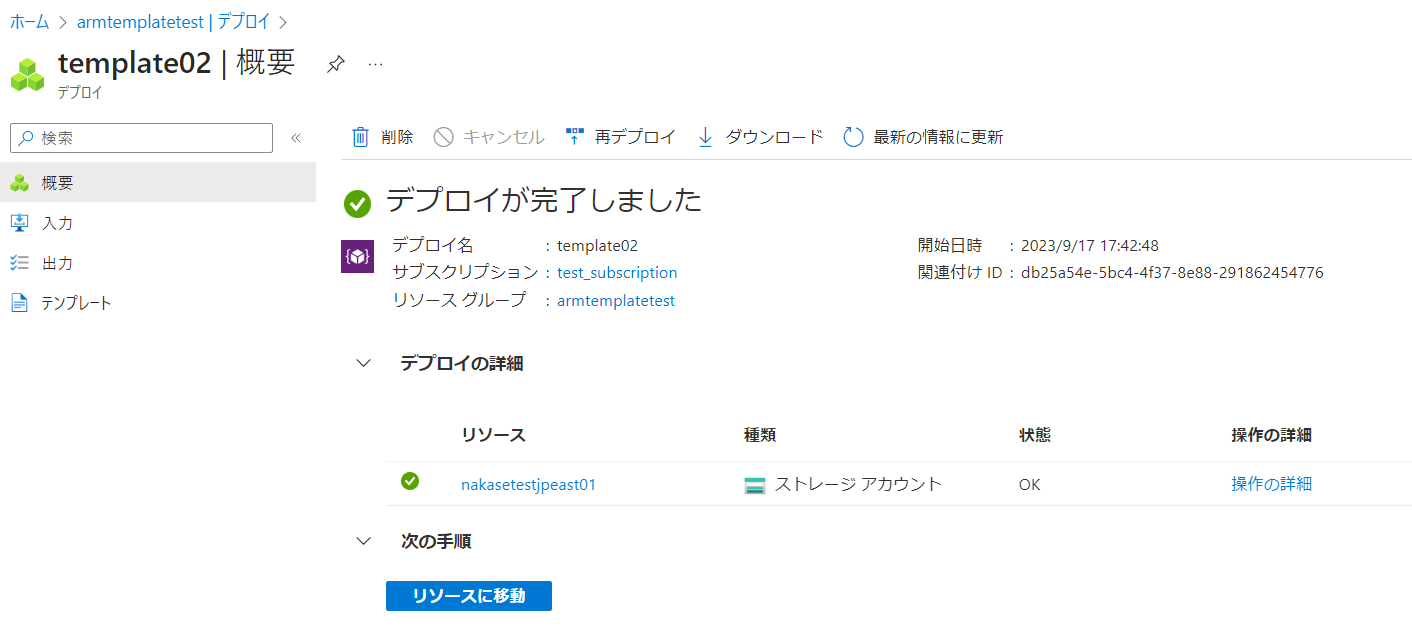 ホーム > armtemplatetest | デプロイ >
template02 | 概要 ...
デプロイ
検索 «
削除 キャンセル 再デプロイ ダウンロード 最新の情報に更新
概要
入力
出力
テンプレート
デプロイが完了しました
デプロイ名 : template02
サブスクリプション : test_subscription
リソース グループ : armtemplatetest
開始日時 : 2023/9/17 17:42:48
関連付け ID : db25a54e-5bc4-4f37-8e88-291862454776
デプロイの詳細
リソース 種類 状態 操作の詳細
nakasetestjpeast01 ストレージ アカウント OK 操作の詳細
次の手順
リソースに移動